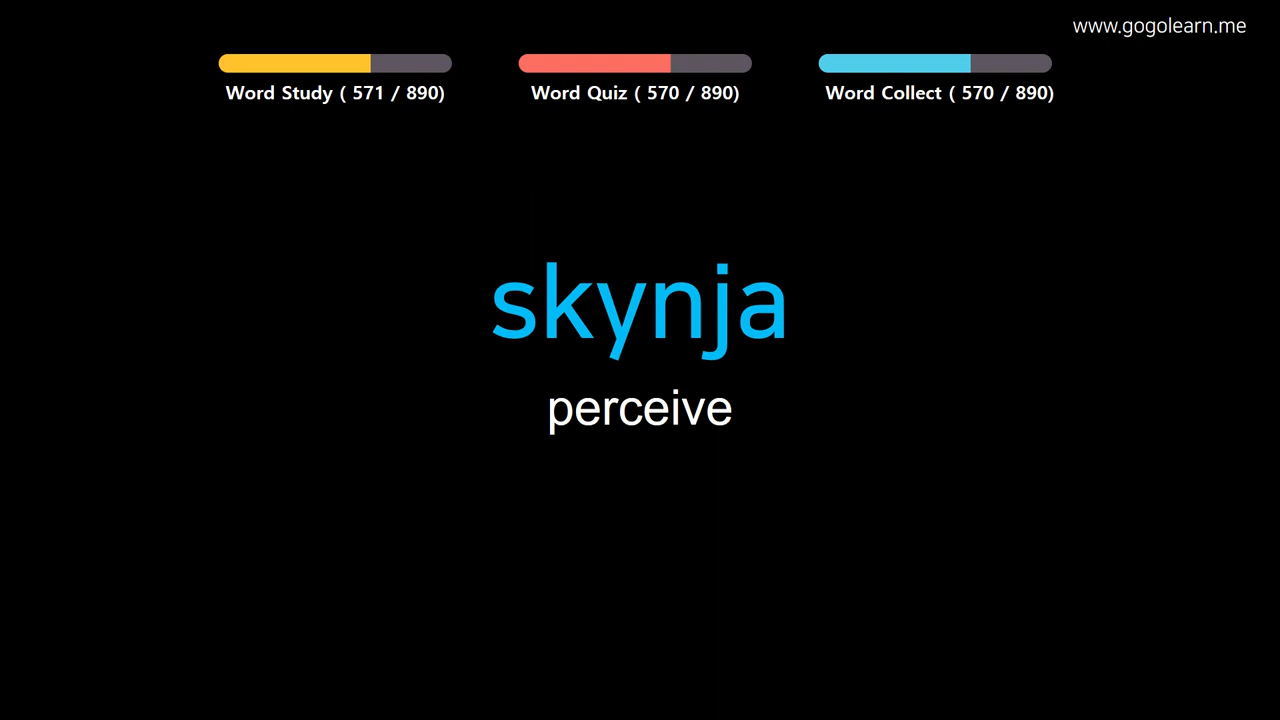 www.gogolearn.me
Word Study ( 571 / 890)
Word Quiz ( 570 / 890)
Word Collect ( 570 / 890)
skynja
perceive